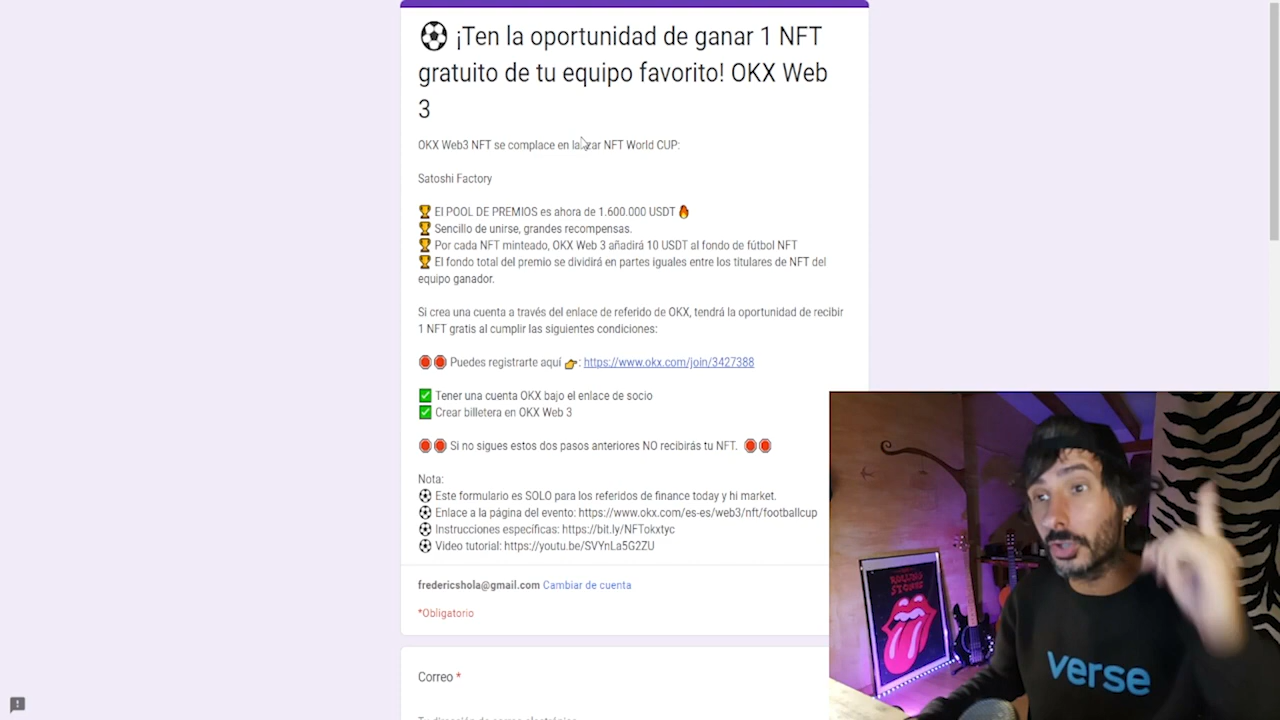 ¡Ten la oportunidad de ganar 1 NFT
gratuito de tu equipo favorito! OKX Web
3
OKX Web3 NFT se complace en lanzar NFT World CUP:
Satoshi Factory
El POOL DE PREMIOS es ahora de 1.600.000 USDT
Sencillo de unirse, grandes recompensas.
Por cada NFT minteado, OKX Web 3 añadirá 10 USDT al fondo de fútbol NFT
El fondo total del premio se dividirá en partes iguales entre los titulares de NFT del
equipo ganador.
Si crea una cuenta a través del enlace de referido de OKX, tendrá la oportunidad de recibir
1 NFT gratis al cumplir las siguientes condiciones:
Puedes registrarte aquí : https://www.okx.com/join/3427388
Tener una cuenta OKX bajo el enlace de socio
Crear billetera en OKX Web 3
Si no sigues estos dos pasos anteriores NO recibirás tu NFT.
Nota:
Este formulario es SOLO para los referidos de finance today y hi market.
Enlace a la página del evento: https://www.okx.com/es-es/web3/nft/footballcup
Instrucciones específicas: https://bit.ly/NFTokxtyc
Video tutorial: https://youtu.be/SVYnLa5G2ZU
fredericshola@gmail.com Cambiar de cuenta
*Obligatorio
Correo *
Tu dirección de correo electrónico
ROLLING
STONES
verse